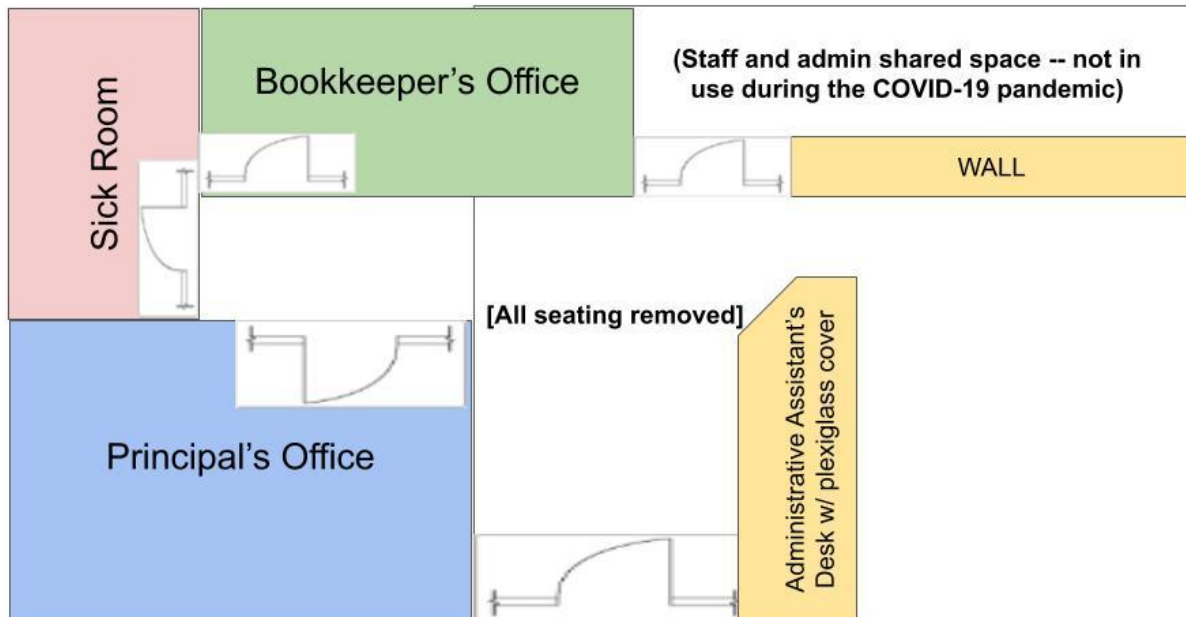 Bookkeeper’s Office
(Staff and admin shared space -- not in
use during the COVID-19 pandemic)
Sick Room
WALL
[All seating removed]
Principal’s Office
Administrative Assistant’s
Desk w/ plexiglass cover